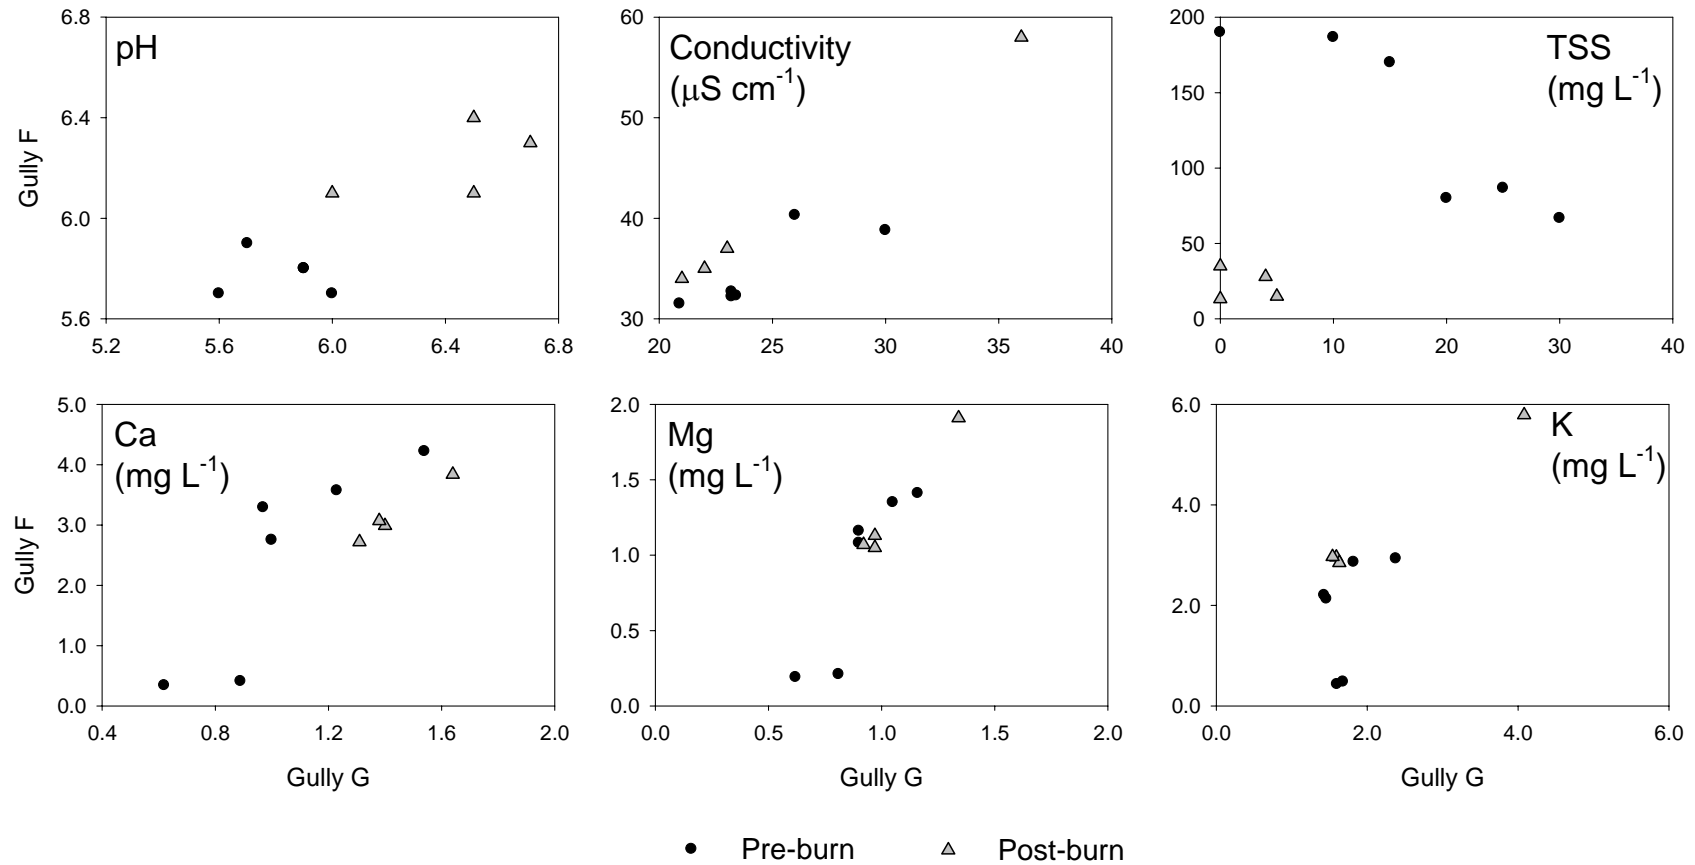 pH
Gully F
6.8
6.4
6.0
5.6
5.2 5.6 6.0 6.4 6.8
Conductivity
(μS cm⁻¹)
60
50
40
30
20 25 30 35 40
TSS
(mg L⁻¹)
200
150
100
50
0
0 10 20 30 40
Ca
(mg L⁻¹)
Gully F
5.0
4.0
3.0
2.0
1.0
0.0
0.4 0.8 1.2 1.6 2.0
Gully G
Mg
(mg L⁻¹)
2.0
1.5
1.0
0.5
0.0
0.0 0.5 1.0 1.5 2.0
Gully G
K
(mg L⁻¹)
6.0
4.0
2.0
0.0
0.0 2.0 4.0 6.0
Gully G
Pre-burn Post-burn